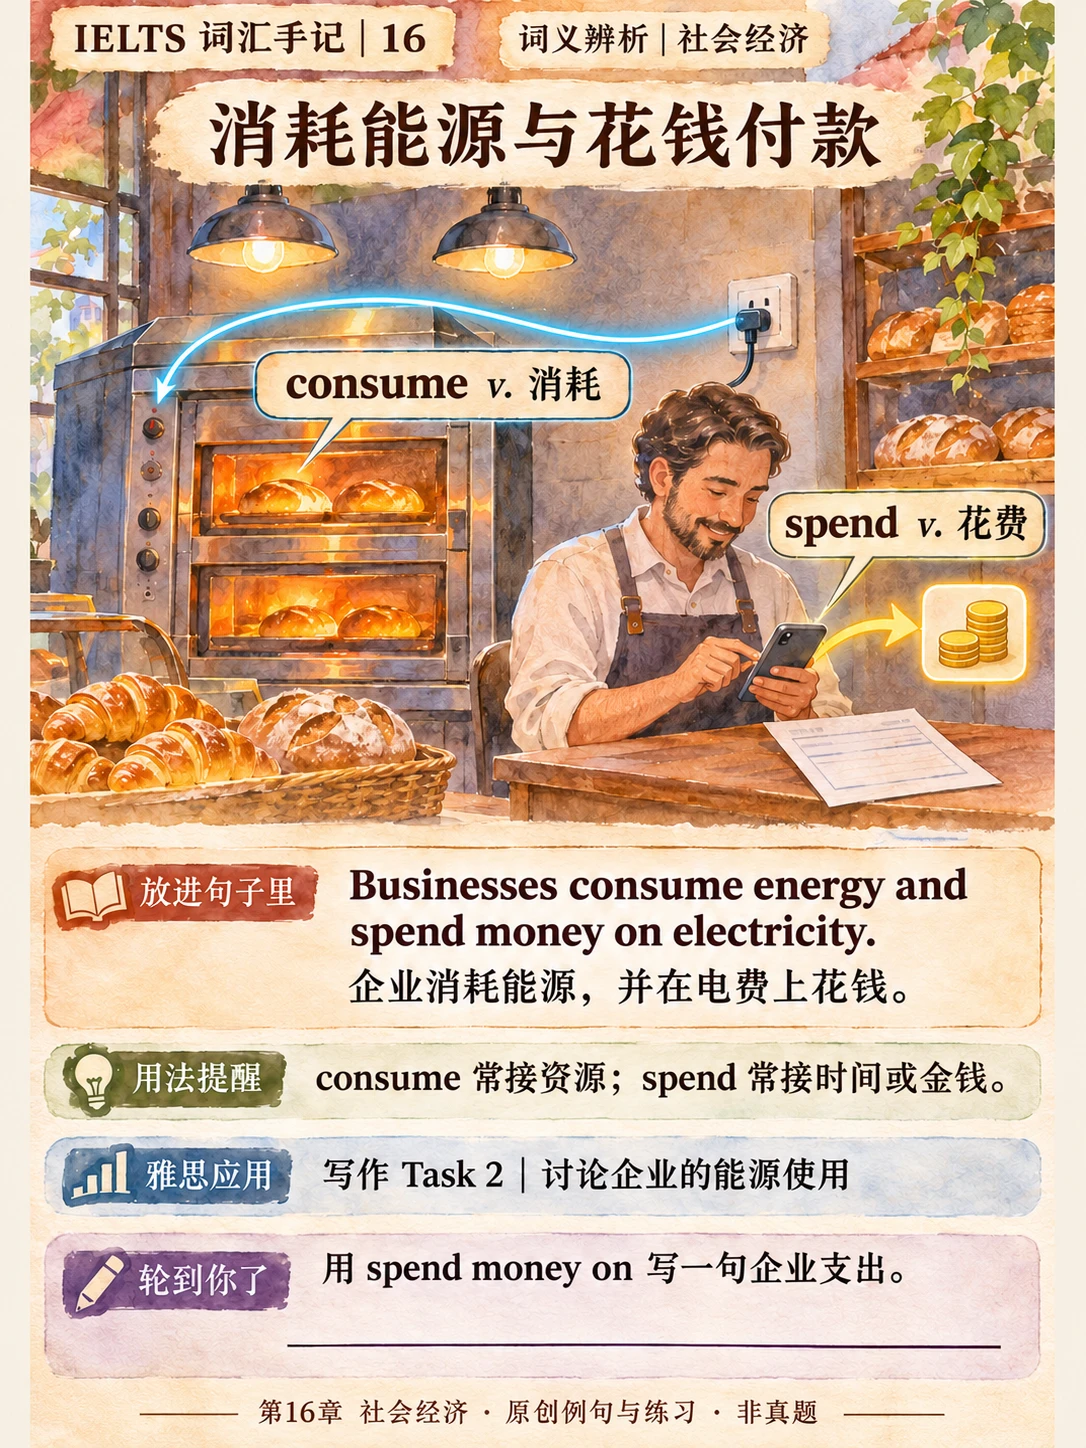 IELTS 词汇手记 | 16
词义辨析 | 社会经济
消耗能源与花钱付款
consume v. 消耗
spend v. 花费
放进句子里
Businesses consume energy and
spend money on electricity.
企业消耗能源，并在电费上花钱。
用法提醒
consume 常接资源；spend 常接时间或金钱。
雅思应用
写作 Task 2 | 讨论企业的能源使用
轮到你了
用 spend money on 写一句企业支出。
第16章 社会经济 · 原创例句与练习 · 非真题